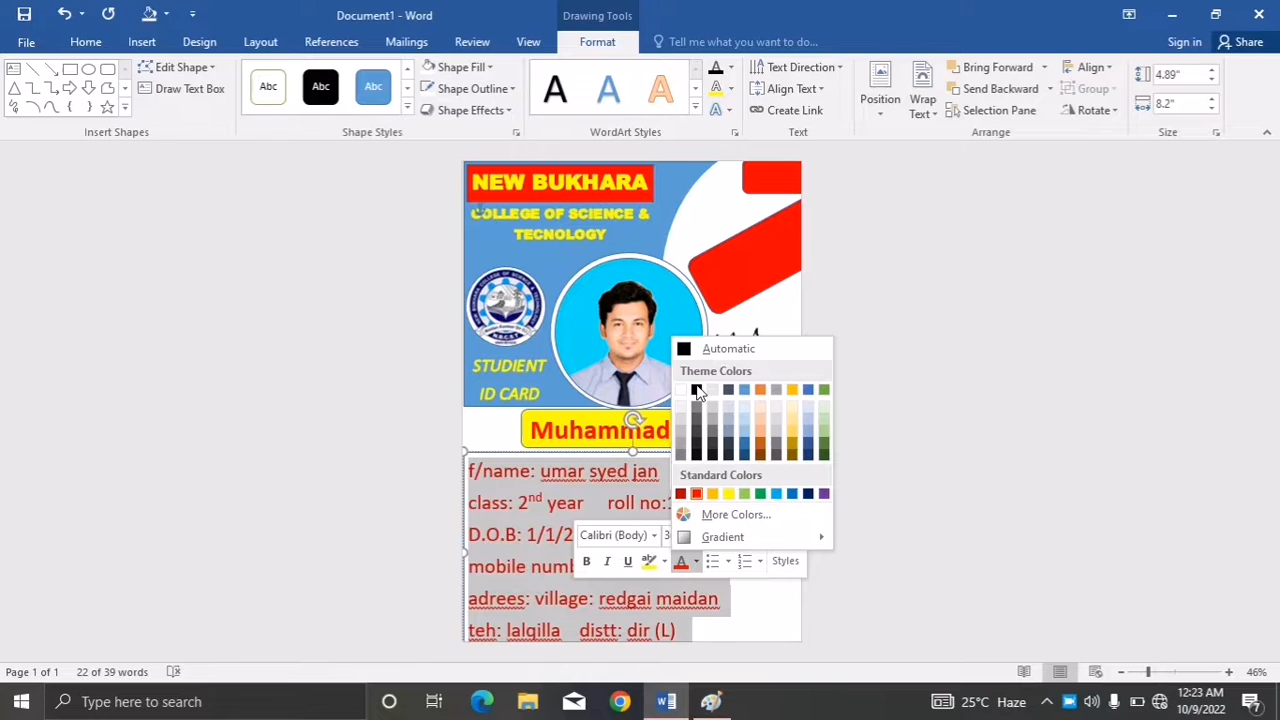 Document1 - Word
Drawing Tools
File
Home
Insert
Design
Layout
References
Mailings
Review
View
Format
Tell me what you want to do...
Sign in
Share
Edit Shape
Draw Text Box
Insert Shapes
Abc
Abc
Abc
Shape Fill
Shape Outline
Shape Effects
Shape Styles
A
A
A
WordArt Styles
Text Direction
Align Text
Create Link
Text
Position
Wrap
Text
Bring Forward
Send Backward
Selection Pane
Align
Group
Rotate
Arrange
4.89"
8.2"
Size
NEW BUKHARA
COLLEGE OF SCIENCE &
TECNOLOGY
STUDIENT
ID CARD
Muhammad
f/name: umar syed jan
class: 2nd year roll no:
D.O.B: 1/1/2
mobile numb
adrees: village: redgai maidan
teh: lalqilla distt: dir (L)
Automatic
Theme Colors
Standard Colors
More Colors...
Gradient
Calibri (Body)
3
B I U A
Styles
Page 1 of 1
22 of 39 words
46%
Type here to search
25°C Haze
12:23 AM
10/9/2022